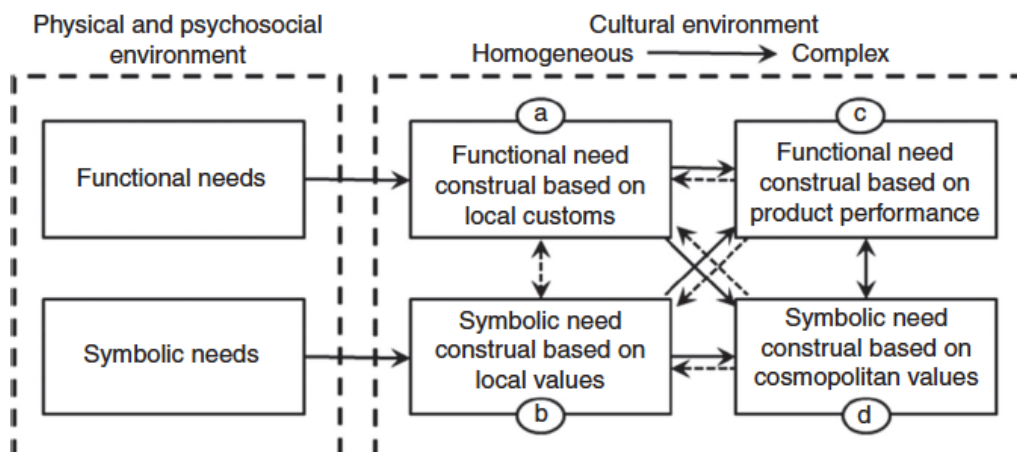 Physical and psychosocial
environment
Cultural environment
Homogeneous
Complex
Functional needs
a
Functional need
construal based on
local customs
c
Functional need
construal based on
product performance
Symbolic needs
Symbolic need
construal based on
local values
b
Symbolic need
construal based on
cosmopolitan values
d